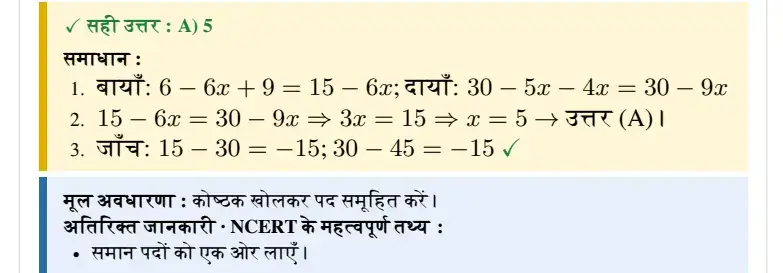 ✓ सही उत्तर : A) 5
समाधान :
1. बायाँ: 6 − 6x + 9 = 15 − 6x; दायाँ: 30 − 5x − 4x = 30 − 9x
2. 15 − 6x = 30 − 9x ⇒ 3x = 15 ⇒ x = 5 → उत्तर (A)।
3. जाँच: 15 − 30 = −15; 30 − 45 = −15 ✓
मूल अवधारणा : कोष्ठक खोलकर पद समूहित करें।
अतिरिक्त जानकारी · NCERT के महत्वपूर्ण तथ्य :
• समान पदों को एक ओर लाएँ।